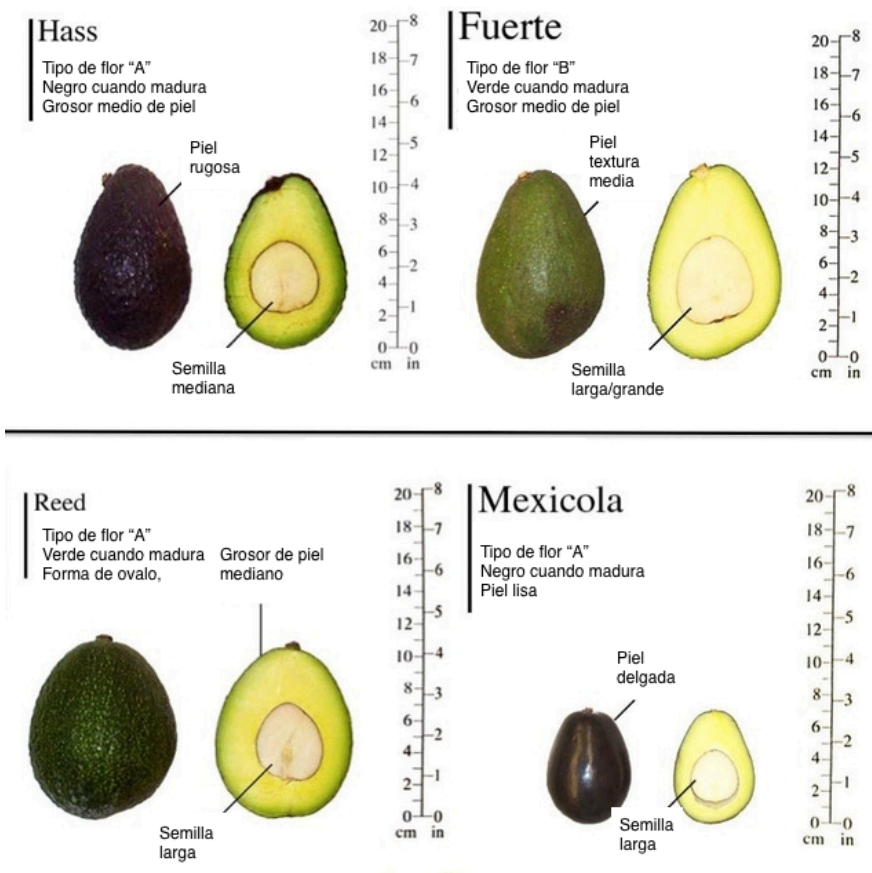 Hass
Tipo de flor “A”
Negro cuando madura
Grosor medio de piel
Piel
rugosa
Semilla
mediana
20
18
16
14
12
10
8
6
4
2
0
cm
8
7
6
5
4
3
2
1
0
in
Fuerte
Tipo de flor “B”
Verde cuando madura
Grosor medio de piel
Piel
textura
media
Semilla
larga/grande
20
18
16
14
12
10
8
6
4
2
0
cm
8
7
6
5
4
3
2
1
0
in
Reed
Tipo de flor “A”
Verde cuando madura
Forma de ovalo,
Grosor de piel
mediano
Semilla
larga
20
18
16
14
12
10
8
6
4
2
0
cm
8
7
6
5
4
3
2
1
0
in
Mexicola
Tipo de flor “A”
Negro cuando madura
Piel lisa
Piel
delgada
Semilla
larga
20
18
16
14
12
10
8
6
4
2
0
cm
8
7
6
5
4
3
2
1
0
in